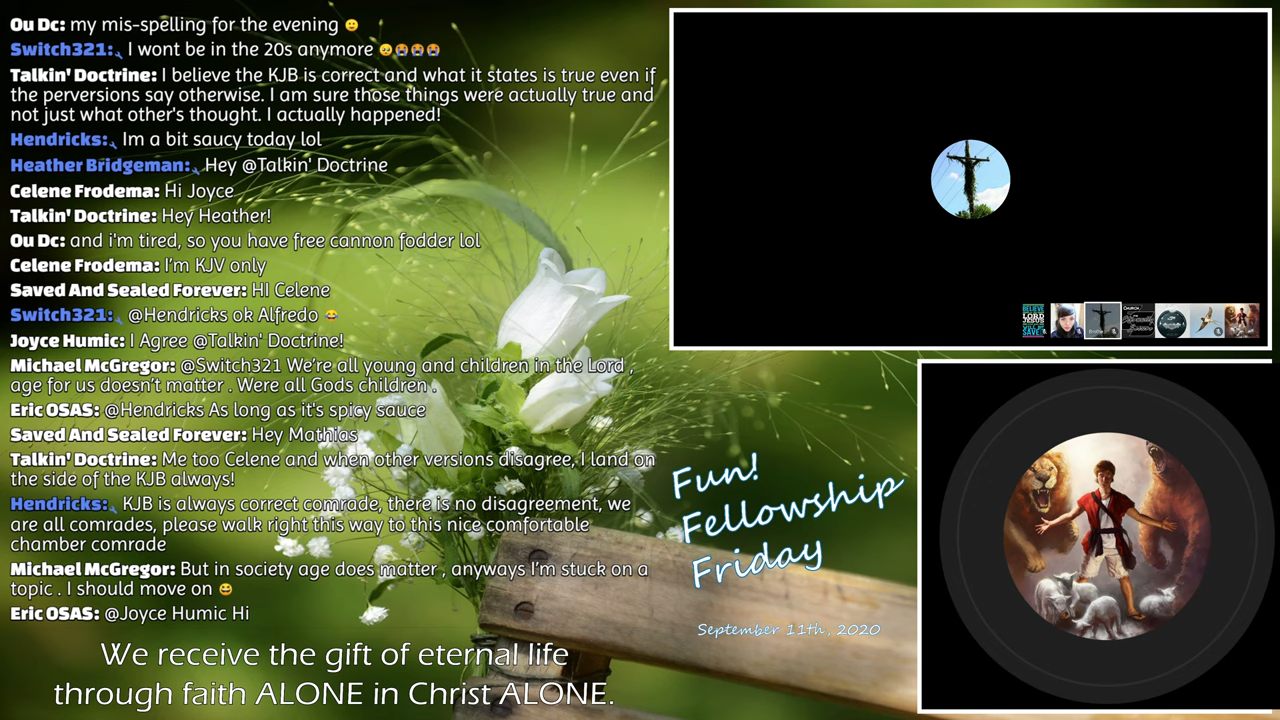 Ou Dc: my mis-spelling for the evening 🙂
Switch321: I wont be in the 20s anymore 🥺😭😭😭
Talkin' Doctrine: I believe the KJB is correct and what it states is true even if
the perversions say otherwise. I am sure those things were actually true and
not just what other's thought. I actually happened!
Hendricks: Im a bit saucy today lol
Heather Bridgeman: Hey @Talkin' Doctrine
Celene Frodema: Hi Joyce
Talkin' Doctrine: Hey Heather!
Ou Dc: and i'm tired, so you have free cannon fodder lol
Celene Frodema: I'm KJV only
Saved And Sealed Forever: HI Celene
Switch321: @Hendricks ok Alfredo 😂
Joyce Humic: I Agree @Talkin' Doctrine!
Michael McGregor: @Switch321 We're all young and children in the Lord ,
age for us doesn't matter . Were all Gods children .
Eric OSAS: @Hendricks As long as it's spicy sauce
Saved And Sealed Forever: Hey Mathias
Talkin' Doctrine: Me too Celene and when other versions disagree, I land on
the side of the KJB always!
Hendricks: KJB is always correct comrade, there is no disagreement, we
are all comrades, please walk right this way to this nice comfortable
chamber comrade
Michael McGregor: But in society age does matter , anyways I'm stuck on a
topic . I should move on 😄
Eric OSAS: @Joyce Humic Hi
We receive the gift of eternal life
through faith ALONE in Christ ALONE.
Fun!
Fellowship
Friday
September 11th, 2020
BELIEVE
LORD
JESUS
SAVE
CHURCH